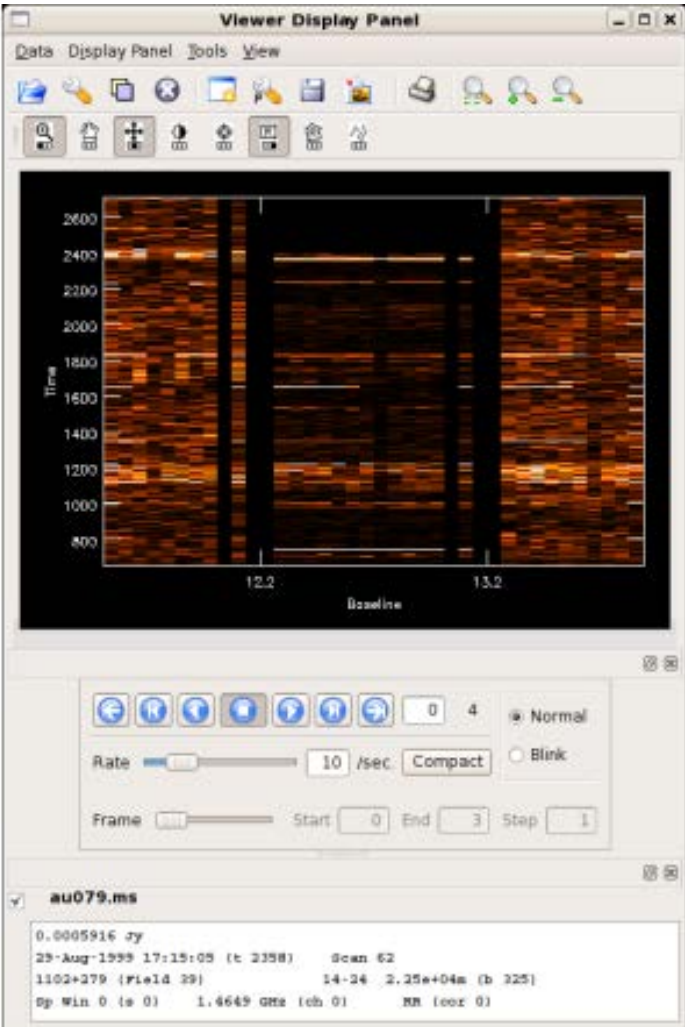 Viewer Display Panel
Data Display Panel Tools View
2600
2400
2200
2000
1800
1600
1400
1200
1000
800
Time
12.2 13.2
Baseline
0 4
Normal
Blink
Rate 10 /sec Compact
Frame Start 0 End 3 Step 1
au079.ms
0.0005916 Jy
29-Aug-1999 17:15:05 (t 2358) Scan 62
1102+279 (Field 39) 14-24 2.25e+04m (b 325)
Sp Win 0 (s 0) 1.4649 GHz (ch 0) RR (cor 0)